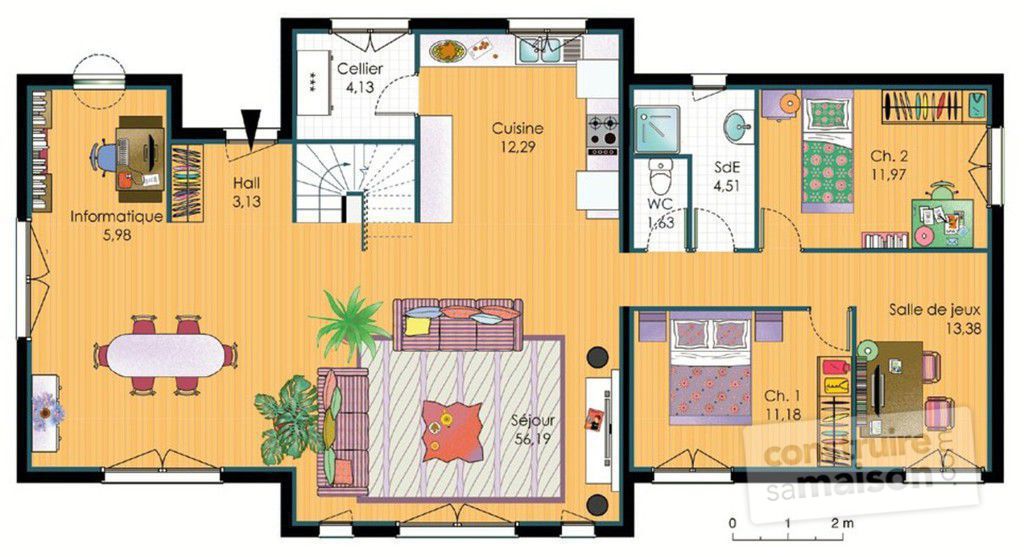 Cellier
4,13
***
Cuisine
12,29
Hall
3,13
Informatique
5,98
SdE
4,51
WC
1,63
Ch. 2
11,97
Salle de jeux
13,38
Ch. 1
11,18
Séjour
56,19
construire
samaison.com
0 1 2 m